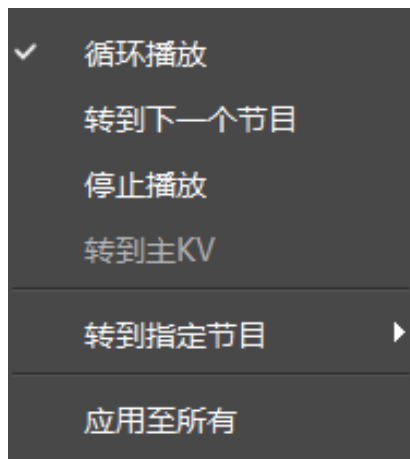 循环播放
转到下一个节目
停止播放
转到主KV
转到指定节目
应用至所有